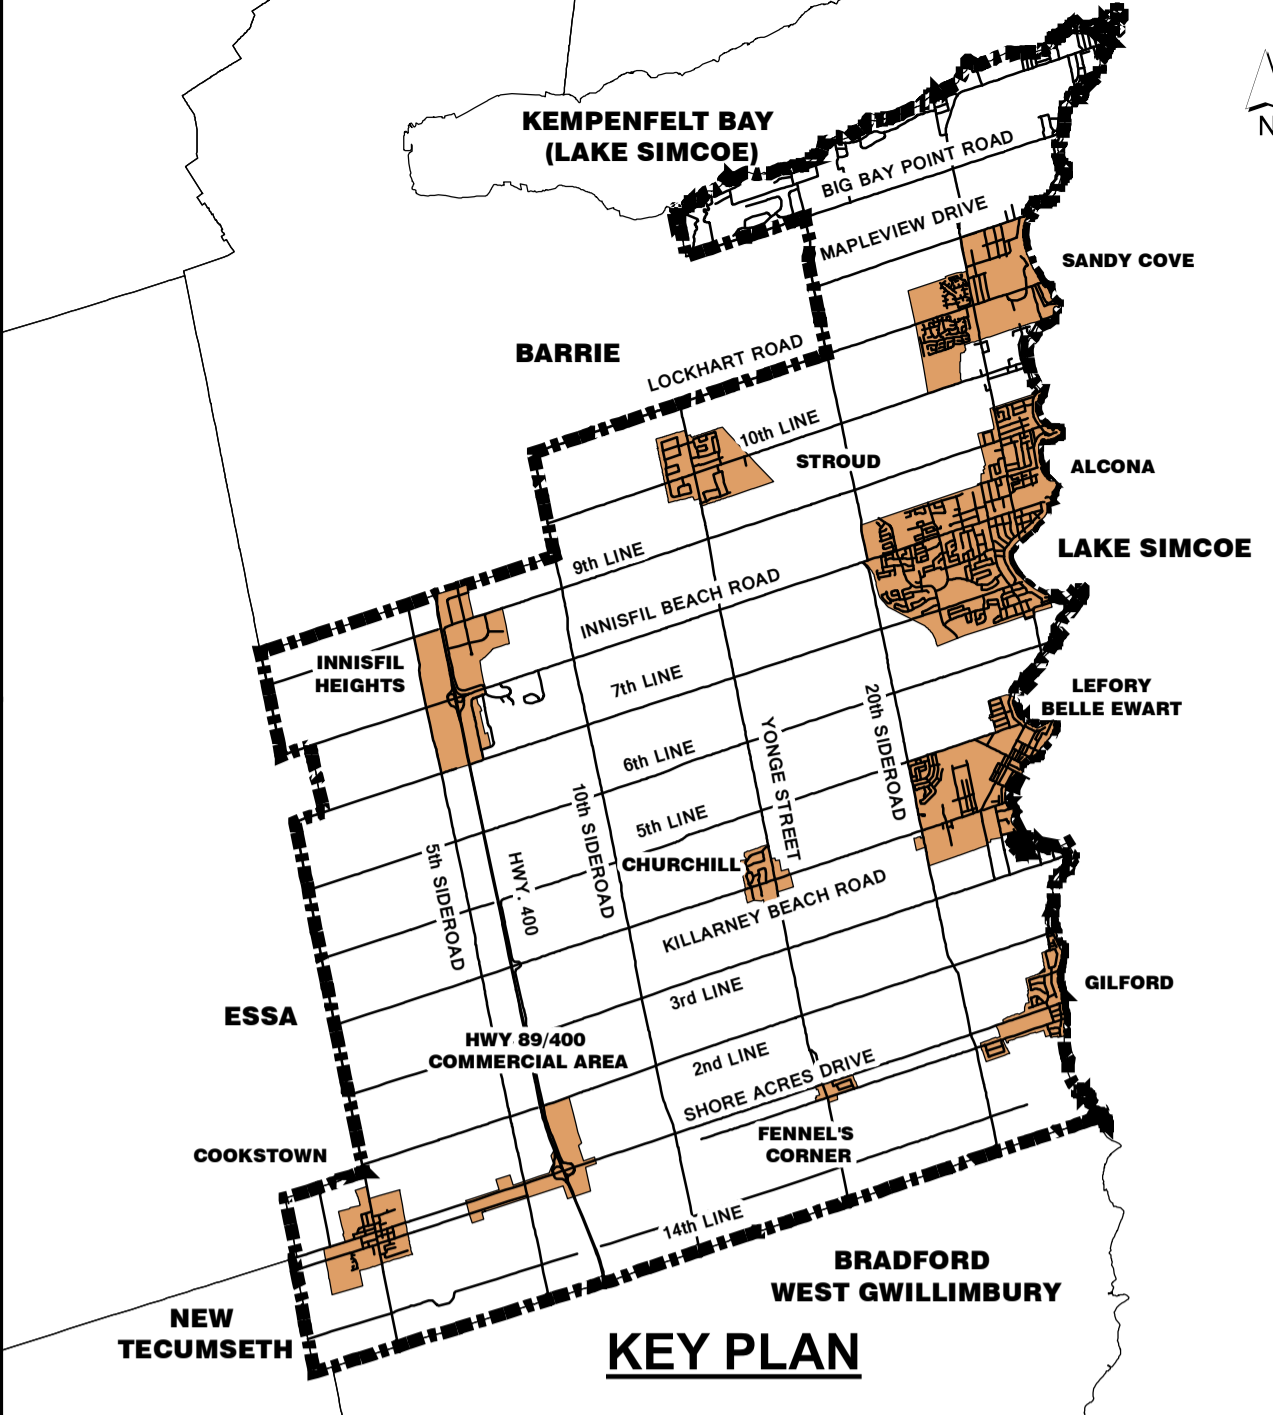 KEMPENFELT BAY
(LAKE SIMCOE)
N
BIG BAY POINT ROAD
MAPLEVIEW DRIVE
SANDY COVE
BARRIE
LOCKHART ROAD
10th LINE
STROUD
ALCONA
9th LINE
LAKE SIMCOE
INNISFIL BEACH ROAD
INNISFIL
HEIGHTS
7th LINE
LEFORY
BELLE EWART
20th SIDEROAD
YONGE STREET
6th LINE
10th SIDEROAD
5th LINE
5th SIDEROAD
HWY. 400
CHURCHILL
KILLARNEY BEACH ROAD
3rd LINE
GILFORD
ESSA
HWY 89/400
COMMERCIAL AREA
2nd LINE
SHORE ACRES DRIVE
COOKSTOWN
FENNEL'S
CORNER
14th LINE
BRADFORD
WEST GWILLIMBURY
NEW
TECUMSETH
KEY PLAN